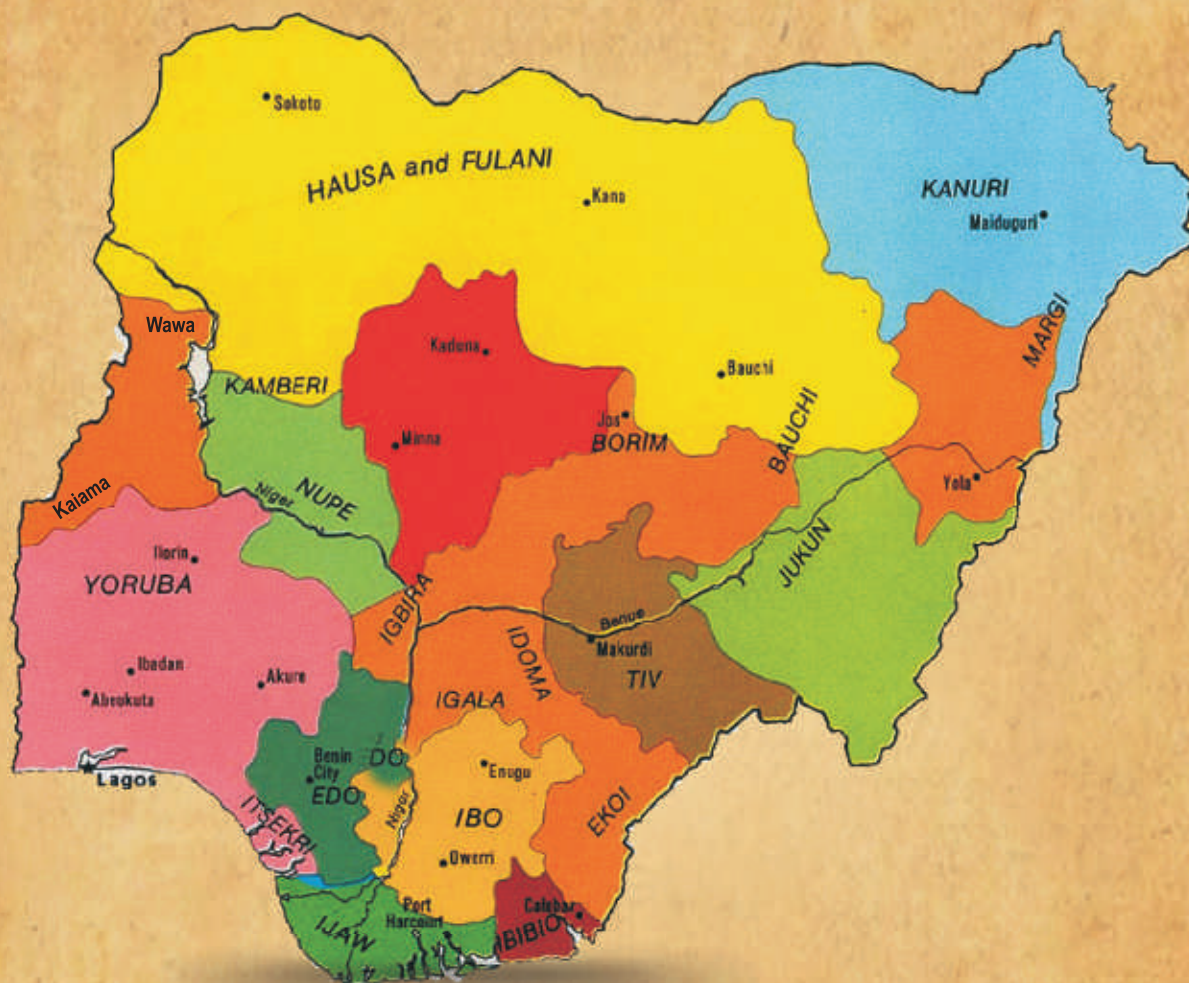 Sokoto
HAUSA and FULANI
Kano
KANURI
Maiduguri
Wawa
MARGI
Kaduna
KAMBERI
Bauchi
BAUCHI
Jos
BORIM
Minna
Yola
Kaiama
Niger
NUPE
Ilorin
YORUBA
JUKUN
IGBIRA
Benue
IDOMA
Makurdi
TIV
Ibadan
Akure
Abeokuta
IGALA
Benin
City
EDO
DO
Enugu
Lagos
ITSEKRI
Niger
IBO
EKOI
Owerri
Port
Harcourt
Calabar
IJAW
IBIBIO